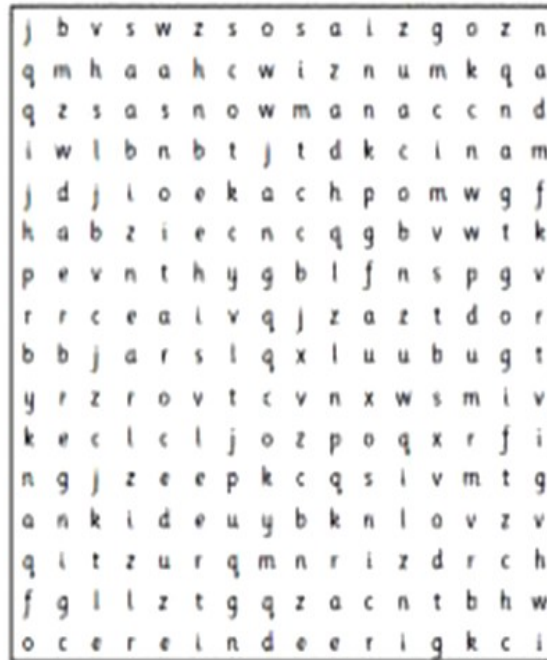 j b v s w z s o s a i z g o z n
q m h a a h c w i z n u m k q a
q z s a s n o w m a n a c c n d
i w l b n b t j t d k c i n a m
j d j i o e k a c h p o m w g f
h a b z i e c n c q g b v w t k
p e v n t h y g b l f n s p g v
r r c e a i v q j z a z t d o r
b b j a r s l q x l u u b u g t
y r z r o v t c v n x w s m i v
k e c l c l j o z p o q x r f i
n g j z e e p k c q s i v m t g
a n k i d e u y b k n l o v z v
q i t z u r q m n r i z d r c h
f g l l z t g q z a c n t b h w
o c e r e i n d e e r i g k c i